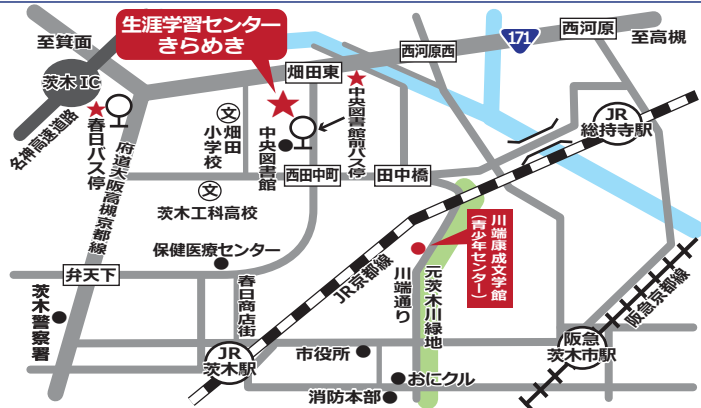 生涯学習センター
きらめき
171
西河原
西河原西
至箕面
至高槻
茨木 IC
畑田東
名神高速道路
春日バス停
府道大阪高槻京都線
文
畑田
小学校
中央図書館
中央図書館前バス停
JR
総持寺駅
西田中町
田中橋
文
茨木工科高校
保健医療センター
川端康成文学館
(青少年センター)
弁天下
JR京都線
川端通り
元茨木川緑地
阪急京都線
茨木警察署
春日商店街
JR
茨木駅
市役所
阪急
茨木市駅
おにクル
消防本部